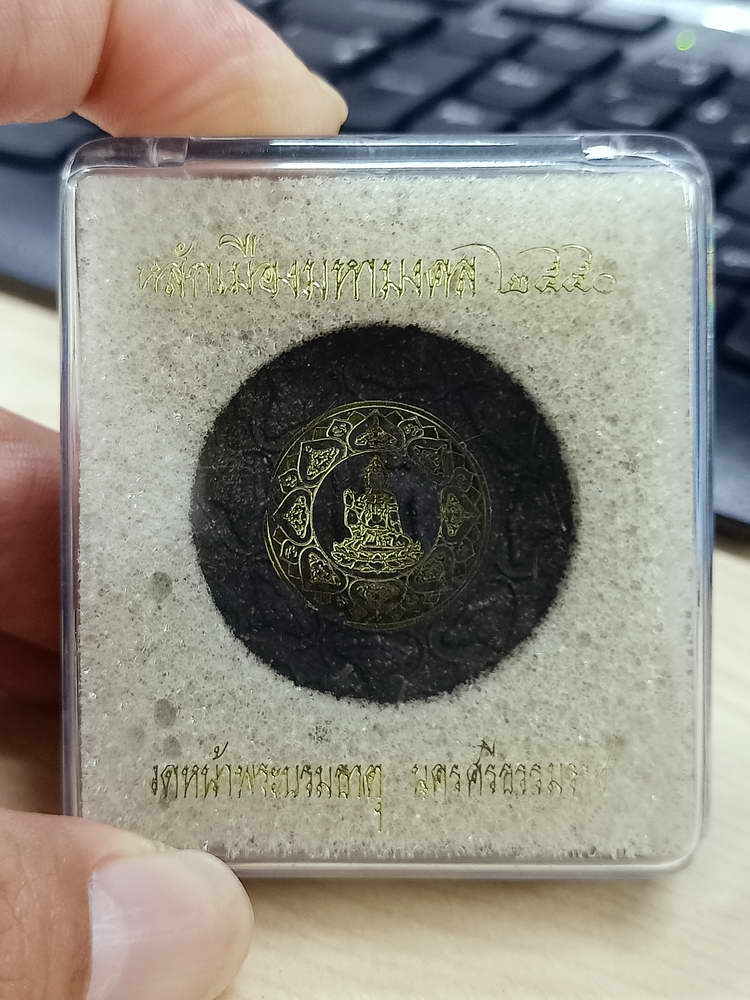 หลักเมืองมหามงคล ๒๕๕๐
วัดหน้าพระบรมธาตุ นครศรีธรรมราช